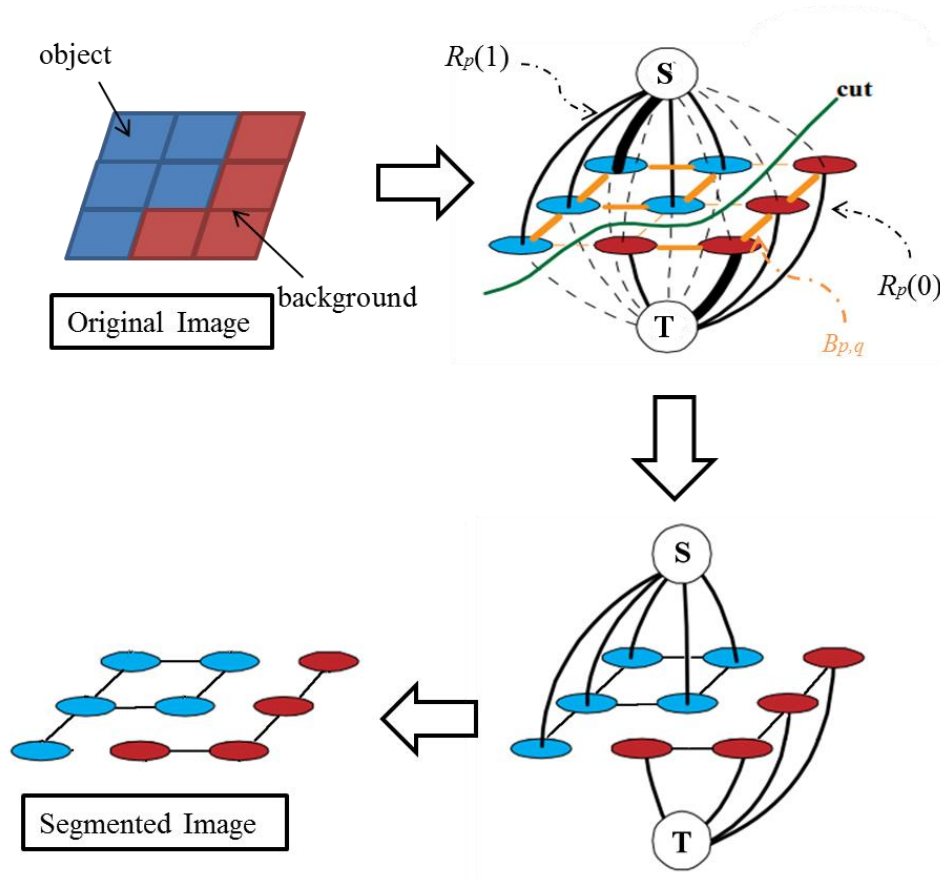 object
background
Original Image
Rp(1)
S
cut
Rp(0)
T
Bp,q
S
T
Segmented Image